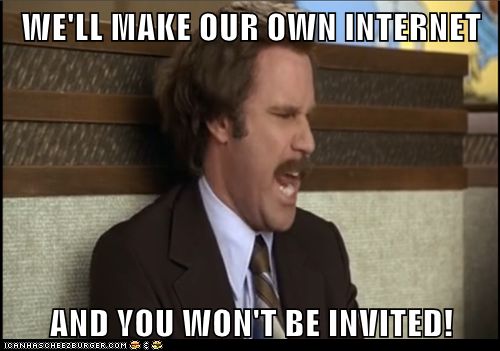 WE'LL MAKE OUR OWN INTERNET
AND YOU WON'T BE INVITED!
ICANHASCHEEZBURGER.COM